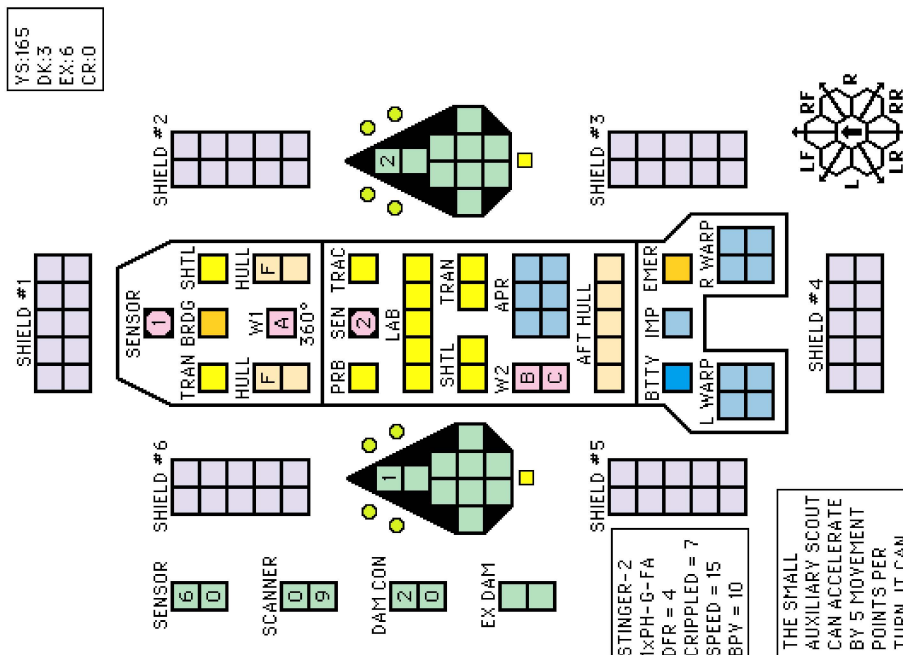 YS:165
DK:3
EX:6
CR:0
SHIELD #2
SHIELD #3
SHIELD #1
SHIELD #4
SHIELD #6
SHIELD #5
2
1
RF
R
RR
LF
L
LR
SENSOR
1
TRAN BRDG SHTL
HULL
F
W1
A
360°
HULL
F
PRB
SEN
2
TRAC
LAB
SHTL
TRAN
W2
B
C
APR
AFT HULL
BTTY IMP EMER
L WARP
R WARP
SENSOR
6
0
SCANNER
0
9
DAM CON
2
0
EX DAM
STINGER-2
1xPH-G-FA
DFR = 4
CRIPPLED = 7
SPEED = 15
BPV = 10
THE SMALL
AUXILIARY SCOUT
CAN ACCELERATE
BY 5 MOVEMENT
POINTS PER
TURN IT CAN